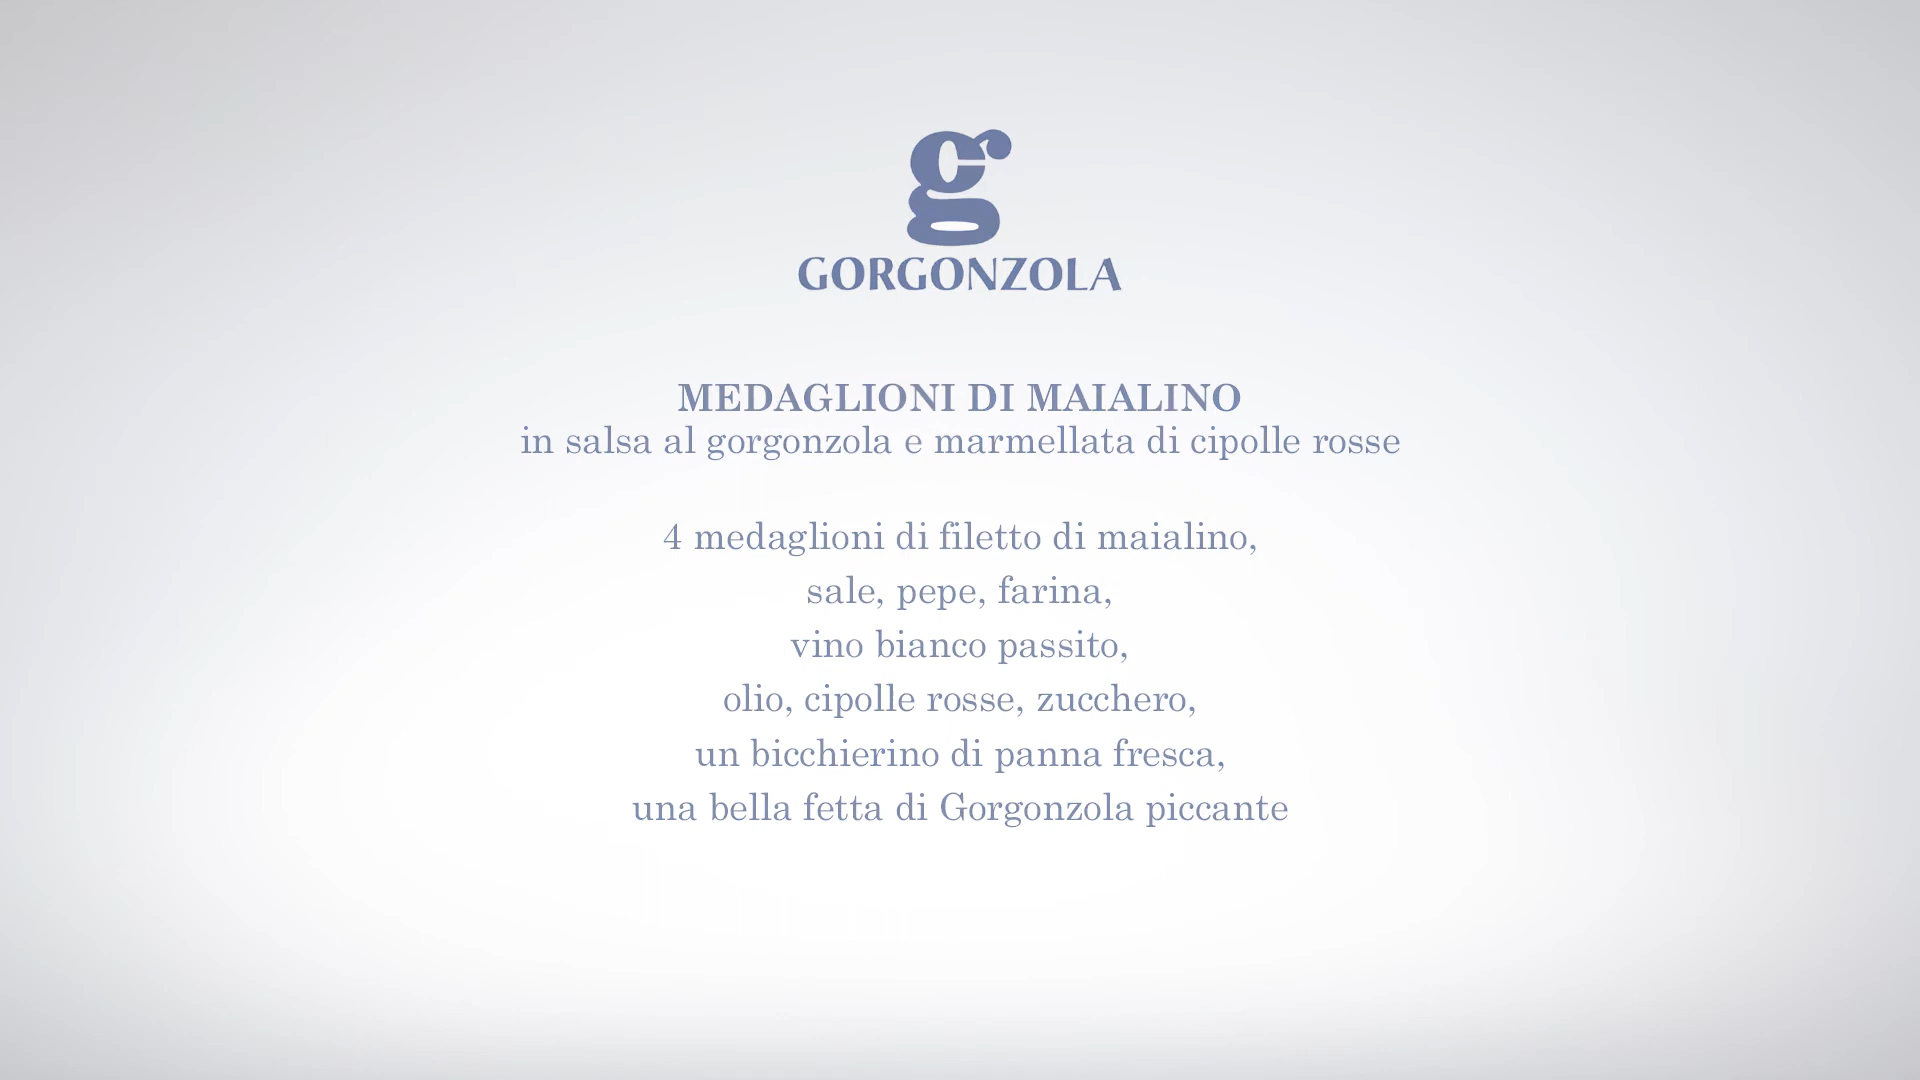 g
GORGONZOLA
MEDAGLIONI DI MAIALINO
in salsa al gorgonzola e marmellata di cipolle rosse
4 medaglioni di filetto di maialino,
sale, pepe, farina,
vino bianco passito,
olio, cipolle rosse, zucchero,
un bicchierino di panna fresca,
una bella fetta di Gorgonzola piccante